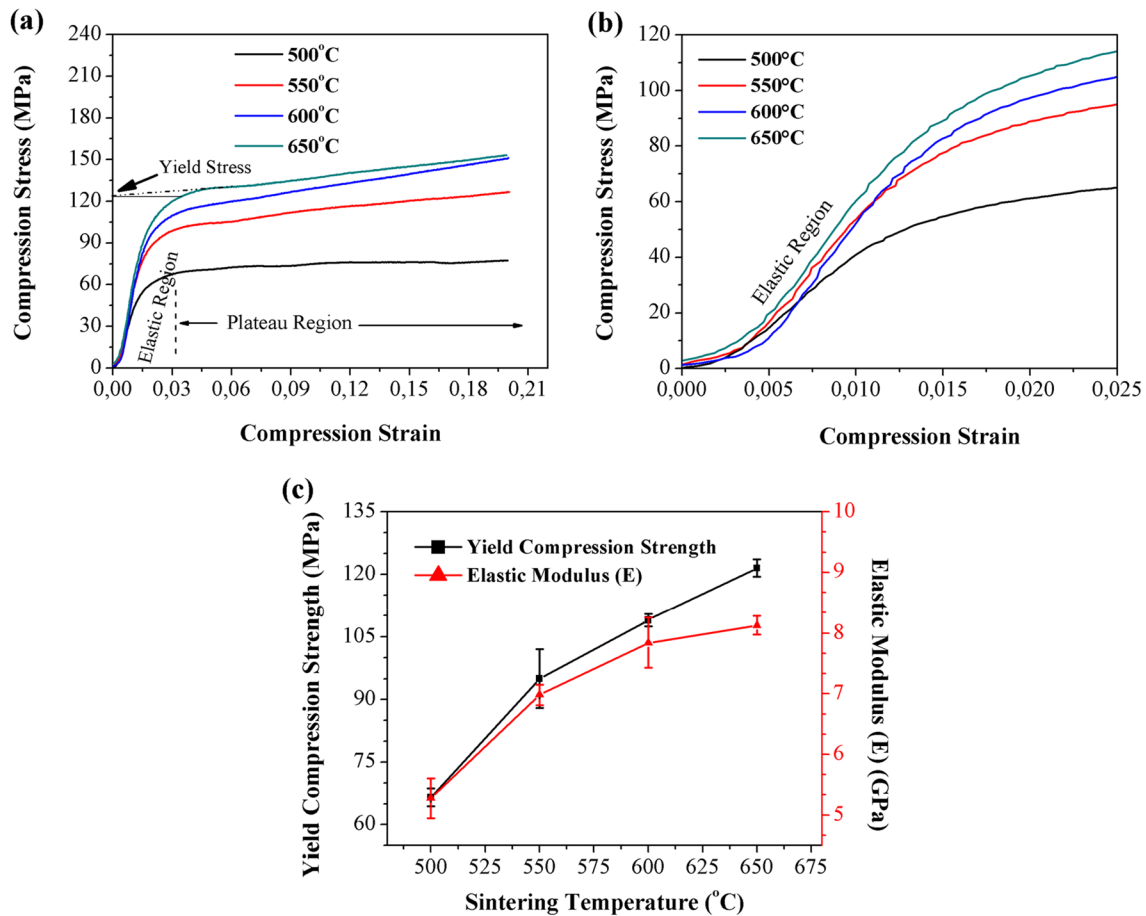 (a)
240
210
180
150
120
90
60
30
0
Compression Stress (MPa)
500°C
550°C
600°C
650°C
Yield Stress
Elastic Region
Plateau Region
0,00 0,03 0,06 0,09 0,12 0,15 0,18 0,21
Compression Strain
(b)
120
100
80
60
40
20
0
Compression Stress (MPa)
500°C
550°C
600°C
650°C
Elastic Region
0,000 0,005 0,010 0,015 0,020 0,025
Compression Strain
(c)
135
120
105
90
75
60
Yield Compression Strength (MPa)
Yield Compression Strength
Elastic Modulus (E)
10
9
8
7
6
5
Elastic Modulus (E) (GPa)
500 525 550 575 600 625 650 675
Sintering Temperature (°C)